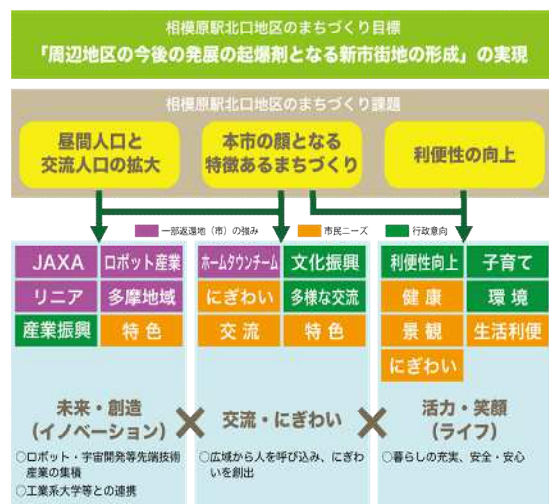 相模原駅北口地区のまちづくり目標
「周辺地区の今後の発展の起爆剤となる新市街地の形成」の実現
相模原駅北口地区のまちづくり課題
昼間人口と
交流人口の拡大
本市の顔となる
特徴あるまちづくり
利便性の向上
一部返還地(市)の強み
市民ニーズ
行政意向
JAXA
ロボット産業
リニア
多摩地域
産業振興
特色
ホームタウンチーム
文化振興
にぎわい
多様な交流
交流
特色
利便性向上
子育て
健康
環境
景観
生活利便
にぎわい
未来・創造
(イノベーション)
×
交流・にぎわい
×
活力・笑顔
(ライフ)
○ロボット・宇宙開発等先端技術
産業の集積
○工業系大学等との連携
○広域から人を呼び込み、にぎわ
いを創出
○暮らしの充実、安全・安心